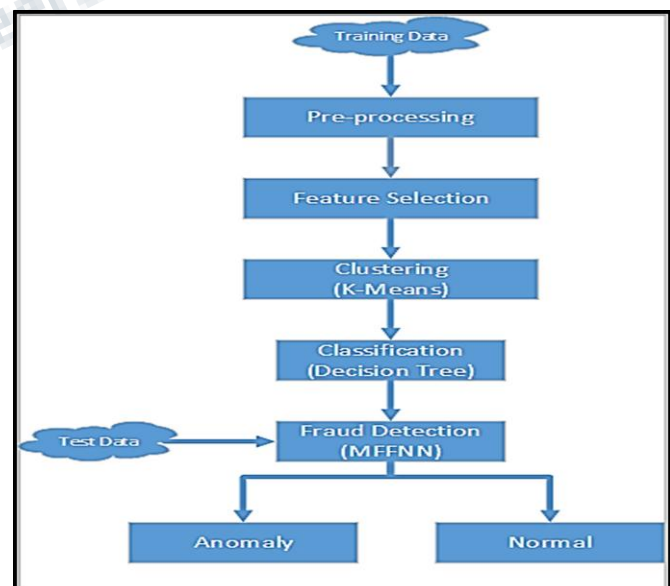 Training Data
Pre-processing
Feature Selection
Clustering
(K-Means)
Classification
(Decision Tree)
Test Data
Fraud Detection
(MFFNN)
Anomaly
Normal